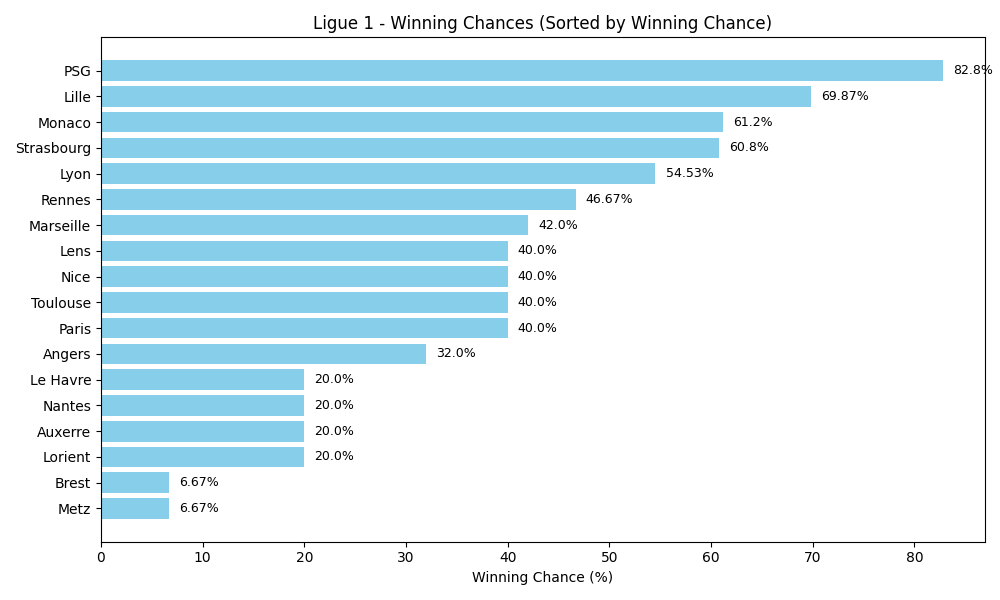 Ligue 1 - Winning Chances (Sorted by Winning Chance)
PSG 82.8%
Lille 69.87%
Monaco 61.2%
Strasbourg 60.8%
Lyon 54.53%
Rennes 46.67%
Marseille 42.0%
Lens 40.0%
Nice 40.0%
Toulouse 40.0%
Paris 40.0%
Angers 32.0%
Le Havre 20.0%
Nantes 20.0%
Auxerre 20.0%
Lorient 20.0%
Brest 6.67%
Metz 6.67%
0 10 20 30 40 50 60 70 80
Winning Chance (%)